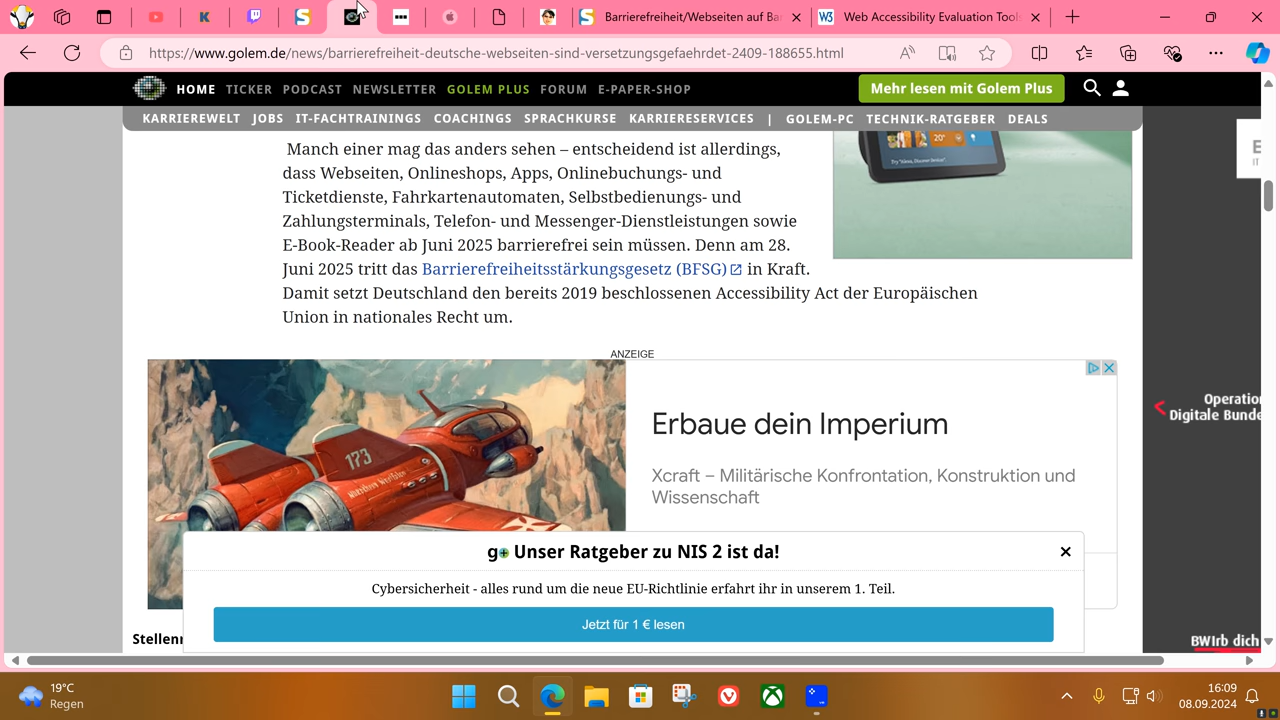 Barrierefreiheit/Webseiten auf Ba
Web Accessibility Evaluation Tools
https://www.golem.de/news/barrierefreiheit-deutsche-webseiten-sind-versetzungsgefaehrdet-2409-188655.html
HOME TICKER PODCAST NEWSLETTER GOLEM PLUS FORUM E-PAPER-SHOP
Mehr lesen mit Golem Plus
KARRIEREWELT JOBS IT-FACHTRAININGS COACHINGS SPRACHKURSE KARRIERESERVICES | GOLEM-PC TECHNIK-RATGEBER DEALS
Manch einer mag das anders sehen – entscheidend ist allerdings,
dass Webseiten, Onlineshops, Apps, Onlinebuchungs- und
Ticketdienste, Fahrkartenautomaten, Selbstbedienungs- und
Zahlungsterminals, Telefon- und Messenger-Dienstleistungen sowie
E-Book-Reader ab Juni 2025 barrierefrei sein müssen. Denn am 28.
Juni 2025 tritt das Barrierefreiheitsstärkungsgesetz (BFSG) in Kraft.
Damit setzt Deutschland den bereits 2019 beschlossenen Accessibility Act der Europäischen
Union in nationales Recht um.
ANZEIGE
173
Erbaue dein Imperium
Xcraft – Militärische Konfrontation, Konstruktion und
Wissenschaft
Operation
Digitale Bunde
g+ Unser Ratgeber zu NIS 2 ist da!
Cybersicherheit - alles rund um die neue EU-Richtlinie erfahrt ihr in unserem 1. Teil.
Jetzt für 1 € lesen
Stellenr
BWIrb dich
19°C
Regen
16:09
08.09.2024